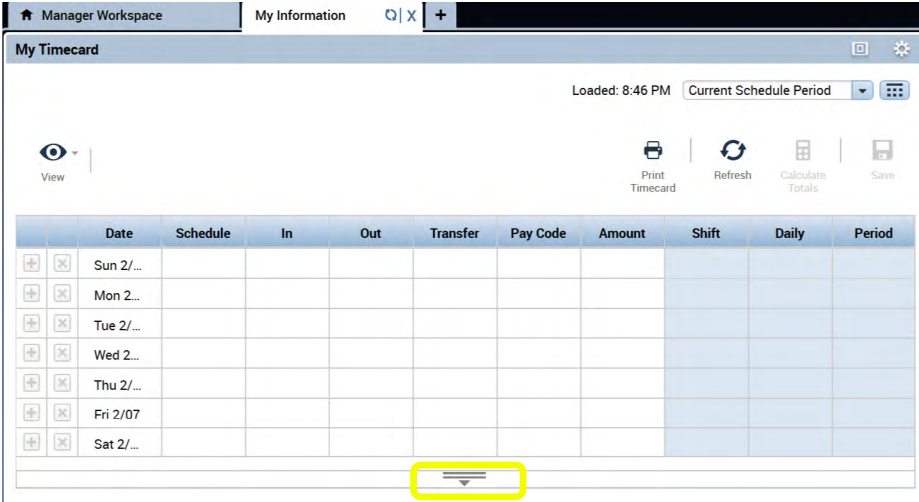 Manager Workspace My Information X +
My Timecard
Loaded: 8:46 PM Current Schedule Period
View Print Timecard Refresh Calculate Totals Save
Date Schedule In Out Transfer Pay Code Amount Shift Daily Period
Sun 2/...
Mon 2...
Tue 2/...
Wed 2...
Thu 2/...
Fri 2/07
Sat 2/...